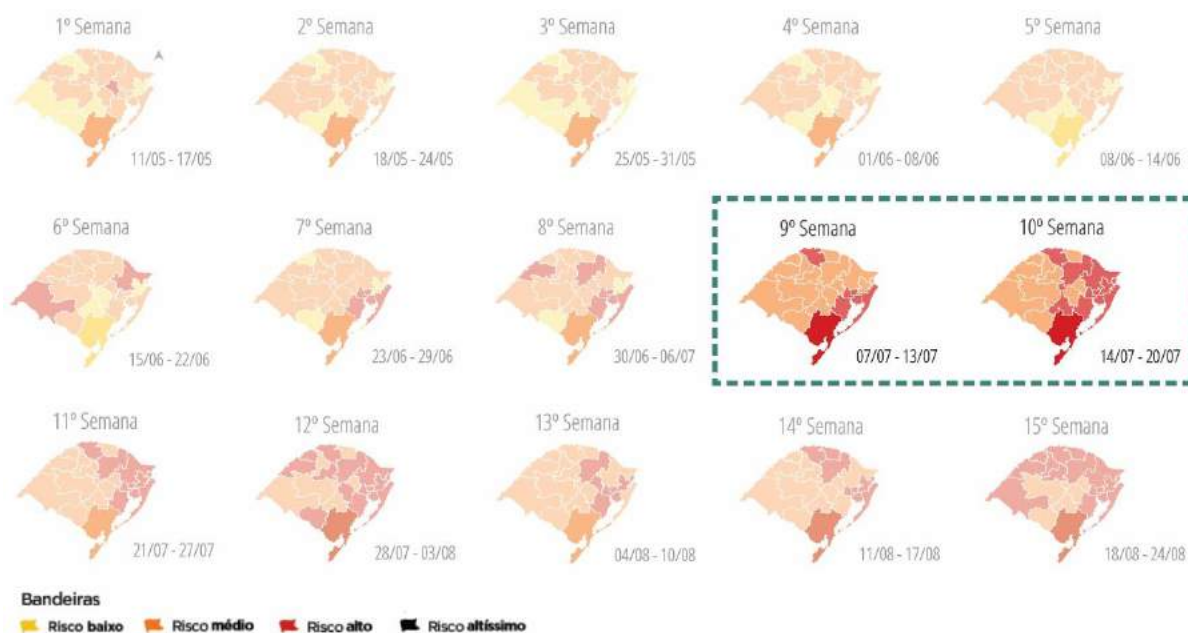 1º Semana
2º Semana
3º Semana
4º Semana
5º Semana
11/05 - 17/05
18/05 - 24/05
25/05 - 31/05
01/06 - 08/06
08/06 - 14/06
6º Semana
7º Semana
8º Semana
9º Semana
10º Semana
15/06 - 22/06
23/06 - 29/06
30/06 - 06/07
07/07 - 13/07
14/07 - 20/07
11º Semana
12º Semana
13º Semana
14º Semana
15º Semana
21/07 - 27/07
28/07 - 03/08
04/08 - 10/08
11/08 - 17/08
18/08 - 24/08
Bandeiras
Risco baixo Risco médio Risco alto Risco altíssimo